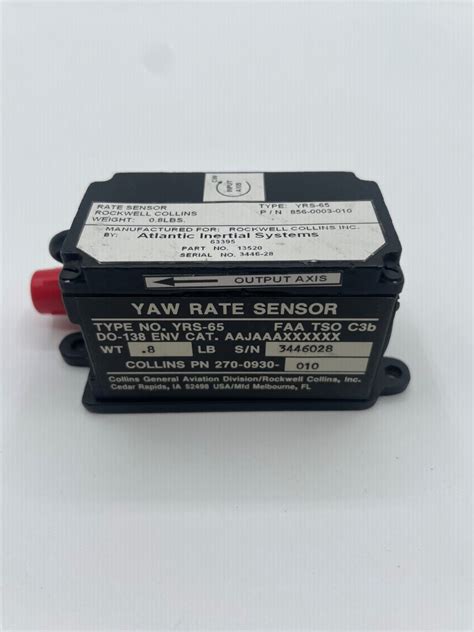 CW
INPUT
AXIS
RATE SENSOR TYPE: YRS-65
ROCKWELL COLLINS P/N 856-0003-010
WEIGHT: 0.8LBS.
MANUFACTURED FOR: ROCKWELL COLLINS INC.
BY: Atlantic Inertial Systems
63395
PART NO. 13520
SERIAL NO. 3446-28
OUTPUT AXIS
YAW RATE SENSOR
TYPE NO. YRS-65 FAA TSO C3b
DO-138 ENV CAT. AAJAAAXXXXXX
WT .8 LB S/N 3446028
COLLINS PN 270-0930- 010
Collins General Aviation Division/Rockwell Collins, Inc.
Cedar Rapids, IA 52498 USA/Mfd Melbourne, FL